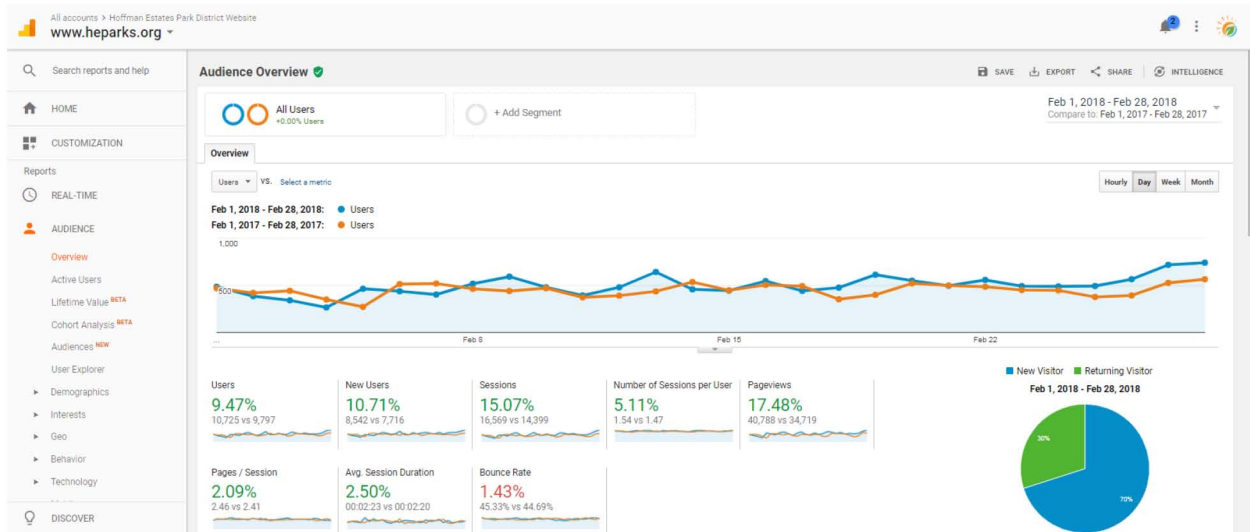 All accounts > Hoffman Estates Park District Website
www.heparks.org
2
Search reports and help
HOME
CUSTOMIZATION
Reports
REAL-TIME
AUDIENCE
Overview
Active Users
Lifetime Value BETA
Cohort Analysis BETA
Audiences NEW
User Explorer
Demographics
Interests
Geo
Behavior
Technology
DISCOVER
Audience Overview
SAVE EXPORT SHARE INTELLIGENCE
All Users
+0.00% Users
+ Add Segment
Feb 1, 2018 - Feb 28, 2018
Compare to: Feb 1, 2017 - Feb 28, 2017
Overview
Users VS. Select a metric
Hourly Day Week Month
Feb 1, 2018 - Feb 28, 2018: Users
Feb 1, 2017 - Feb 28, 2017: Users
1,000
500
... Feb 8 Feb 15 Feb 22
Users
9.47%
10,725 vs 9,797
New Users
10.71%
8,542 vs 7,716
Sessions
15.07%
16,569 vs 14,399
Number of Sessions per User
5.11%
1.54 vs 1.47
Pageviews
17.48%
40,788 vs 34,719
Pages / Session
2.09%
2.46 vs 2.41
Avg. Session Duration
2.50%
00:02:23 vs 00:02:20
Bounce Rate
1.43%
45.33% vs 44.69%
New Visitor Returning Visitor
Feb 1, 2018 - Feb 28, 2018
30%
70%